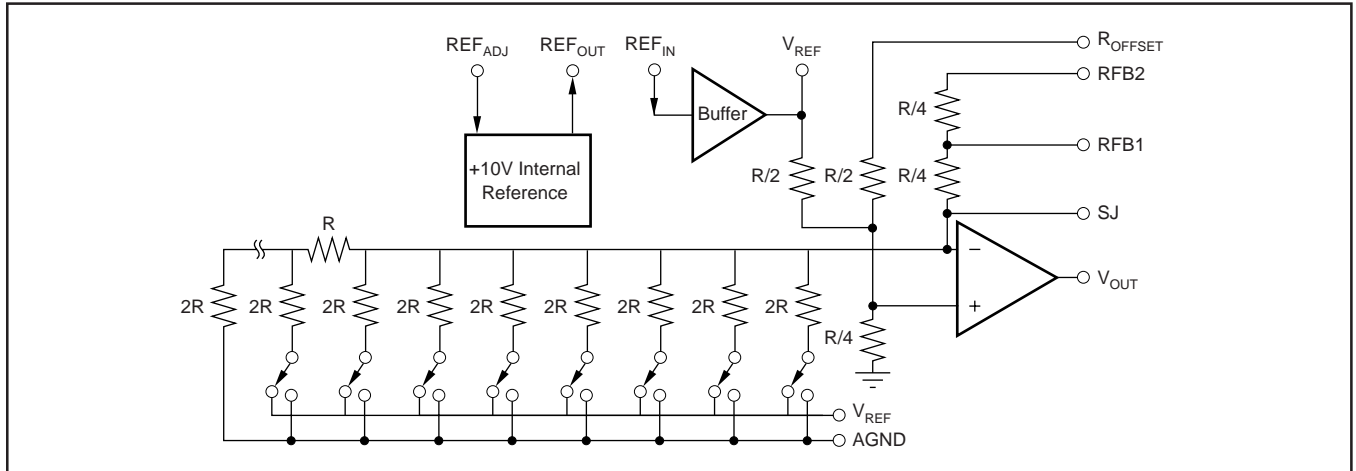 REF_ADJ REF_OUT REF_IN V_REF R_OFFSET
RFB2
R/4
Buffer
RFB1
+10V Internal
Reference
R/2 R/2 R/4
SJ
R
–
2R 2R 2R 2R 2R 2R 2R 2R 2R
V_OUT
+
R/4
V_REF
AGND